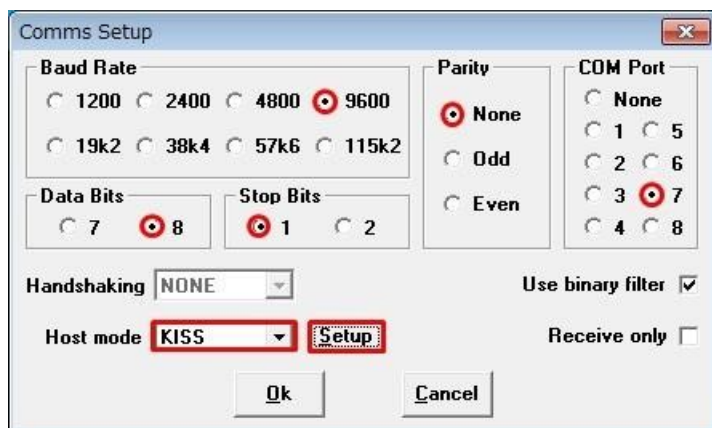 Comms Setup
Baud Rate
1200 2400 4800 9600
19k2 38k4 57k6 115k2
Parity
None
Odd
Even
COM Port
None
1 5
2 6
3 7
4 8
Data Bits
7 8
Stop Bits
1 2
Handshaking NONE
Use binary filter
Host mode KISS Setup
Receive only
Ok Cancel